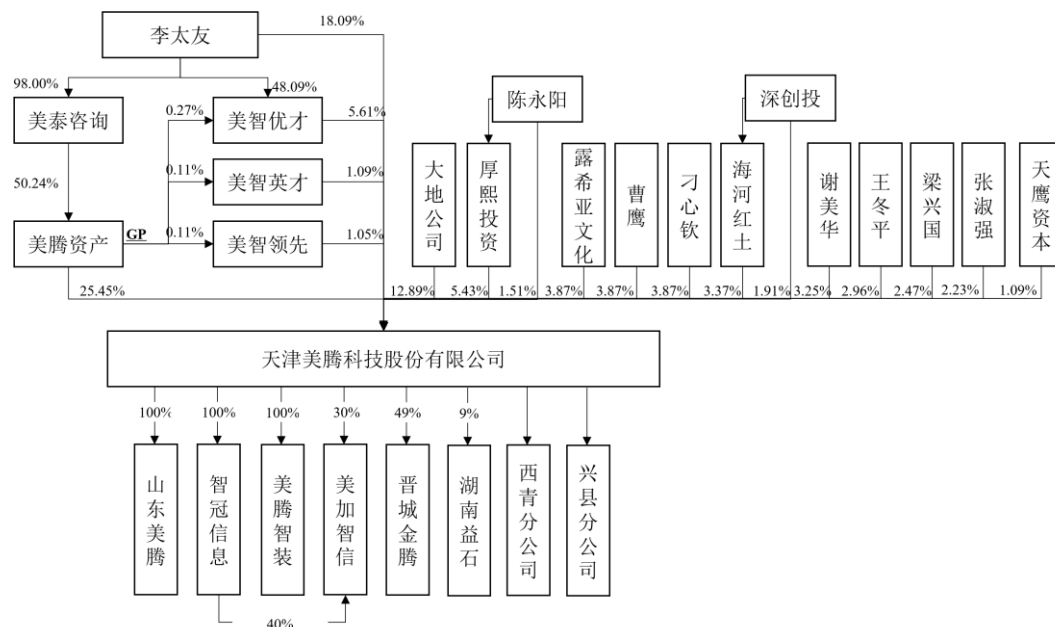 18.09%
李太友
98.00%
48.09%
美泰咨询
0.27%
美智优才
5.61%
陈永阳
深创投
50.24%
0.11%
美智英才
1.09%
美腾资产
GP
0.11%
美智领先
1.05%
大地公司
厚熙投资
露希亚文化
曹鹰
刁心钦
海河红土
谢美华
王冬平
梁兴国
张淑强
天鹰资本
25.45%
12.89%
5.43%
1.51%
3.87%
3.87%
3.87%
3.37%
1.91%
3.25%
2.96%
2.47%
2.23%
1.09%
天津美腾科技股份有限公司
100%
100%
100%
30%
49%
9%
山东美腾
智冠信息
美腾智装
美加智信
晋城金腾
湖南益石
西青分公司
兴县分公司
40%